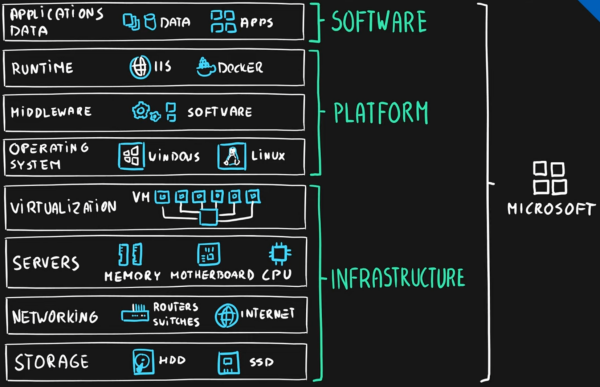 APPLICATIONS
DATA
DATA
APPS
SOFTWARE
RUNTIME
IIS
DOCKER
MIDDLEWARE
SOFTWARE
PLATFORM
OPERATING
SYSTEM
WINDOWS
LINUX
VIRTUALIZATION
VM
SERVERS
MEMORY
MOTHERBOARD
CPU
INFRASTRUCTURE
NETWORKING
ROUTERS
SWITCHES
INTERNET
STORAGE
HDD
SSD
MICROSOFT